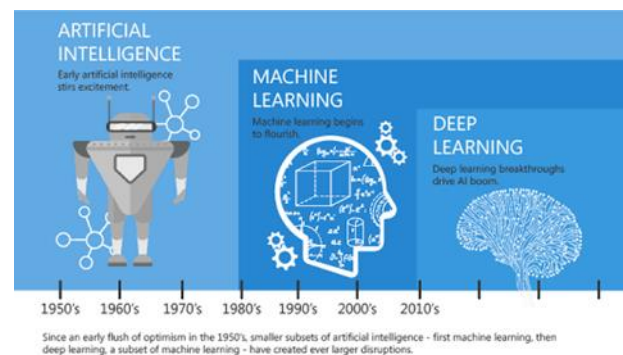 ARTIFICIAL
INTELLIGENCE
Early artificial intelligence
stirs excitement.
MACHINE
LEARNING
Machine learning begins
to flourish.
DEEP
LEARNING
Deep learning breakthroughs
drive AI boom.
1950's 1960's 1970's 1980's 1990's 2000's 2010's
Since an early flush of optimism in the 1950's, smaller subsets of artificial intelligence - first machine learning, then
deep learning, a subset of machine learning - have created ever larger disruptions.